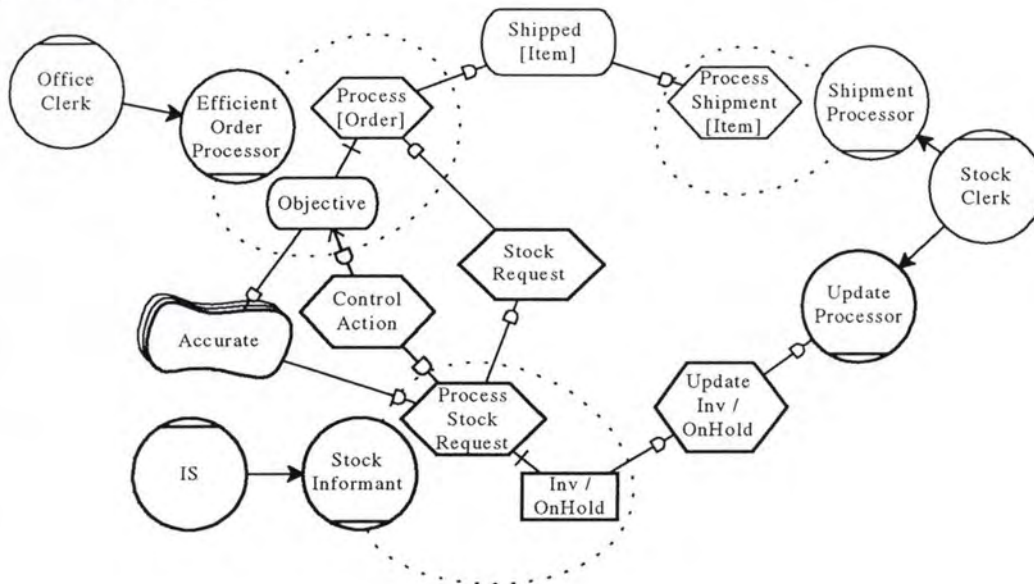 Office
Clerk
Efficient
Order
Processor
Process
[Order]
Shipped
[Item]
Process
Shipment
[Item]
Shipment
Processor
Stock
Clerk
Objective
Stock
Request
Control
Action
Accurate
Update
Processor
Process
Stock
Request
Update
Inv /
OnHold
IS
Stock
Informant
Inv /
OnHold